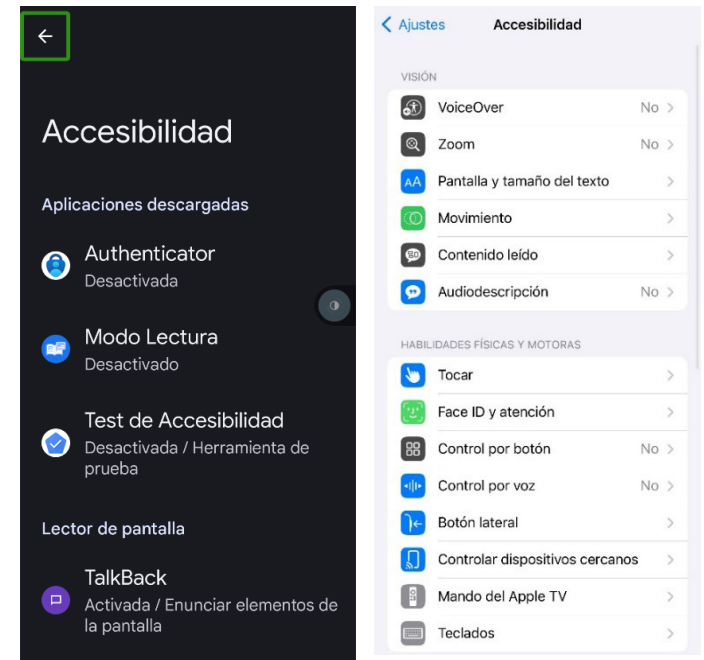 Accesibilidad
Aplicaciones descargadas
Authenticator
Desactivada
Modo Lectura
Desactivado
Test de Accesibilidad
Desactivada / Herramienta de
prueba
Lector de pantalla
TalkBack
Activada / Enunciar elementos de
la pantalla
Ajustes
Accesibilidad
VISIÓN
VoiceOver No
Zoom No
AA Pantalla y tamaño del texto
Movimiento
Contenido leído
Audiodescripción No
HABILIDADES FÍSICAS Y MOTORAS
Tocar
Face ID y atención
Control por botón No
Control por voz No
Botón lateral
Controlar dispositivos cercanos
Mando del Apple TV
Teclados